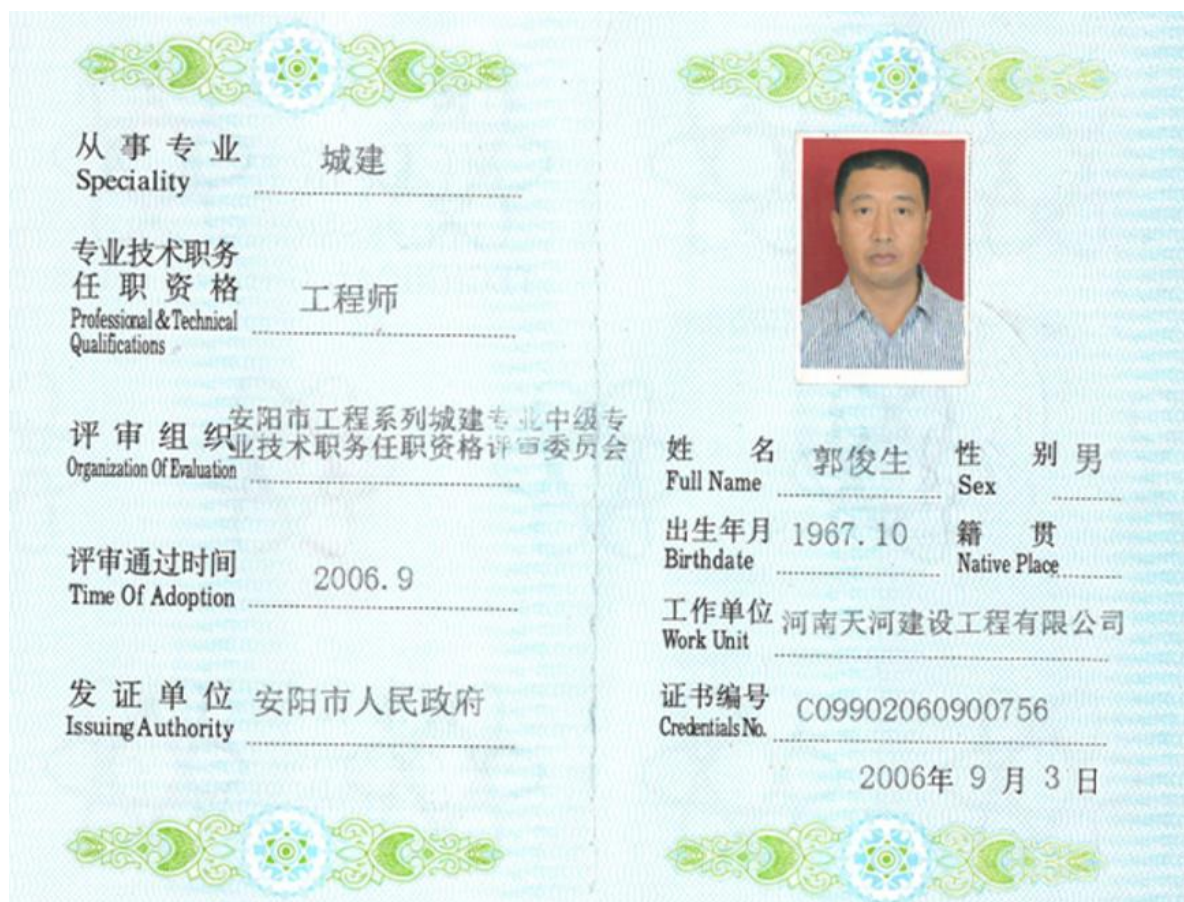 从事专业 城建
Speciality
专业技术职务
任职资格 工程师
Professional & Technical
Qualifications
安阳市工程系列城建专业中级专
评审组织 业技术职务任职资格评审委员会
Organization Of Evaluation
评审通过时间 2006.9
Time Of Adoption
发证单位 安阳市人民政府
Issuing Authority
姓名 郭俊生 性别 男
Full Name Sex
出生年月 1967.10 籍贯
Birthdate Native Place
工作单位 河南天河建设工程有限公司
Work Unit
证书编号 C09902060900756
Credentials No.
2006年 9 月 3 日